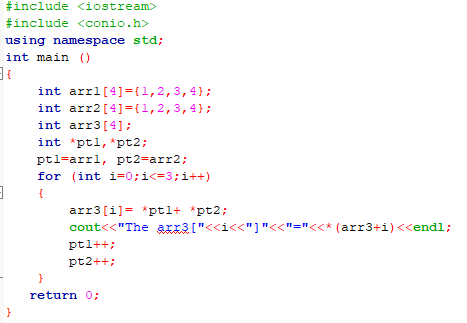 #include <iostream>
#include <conio.h>
using namespace std;
int main ()
{
int arr1[4]={1,2,3,4};
int arr2[4]={1,2,3,4};
int arr3[4];
int *pt1,*pt2;
pt1=arr1, pt2=arr2;
for (int i=0;i<=3;i++)
{
arr3[i]= *pt1+ *pt2;
cout<<"The arr3["<<i<<"]"<<"="<<*(arr3+i)<<endl;
pt1++;
pt2++;
}
return 0;
}